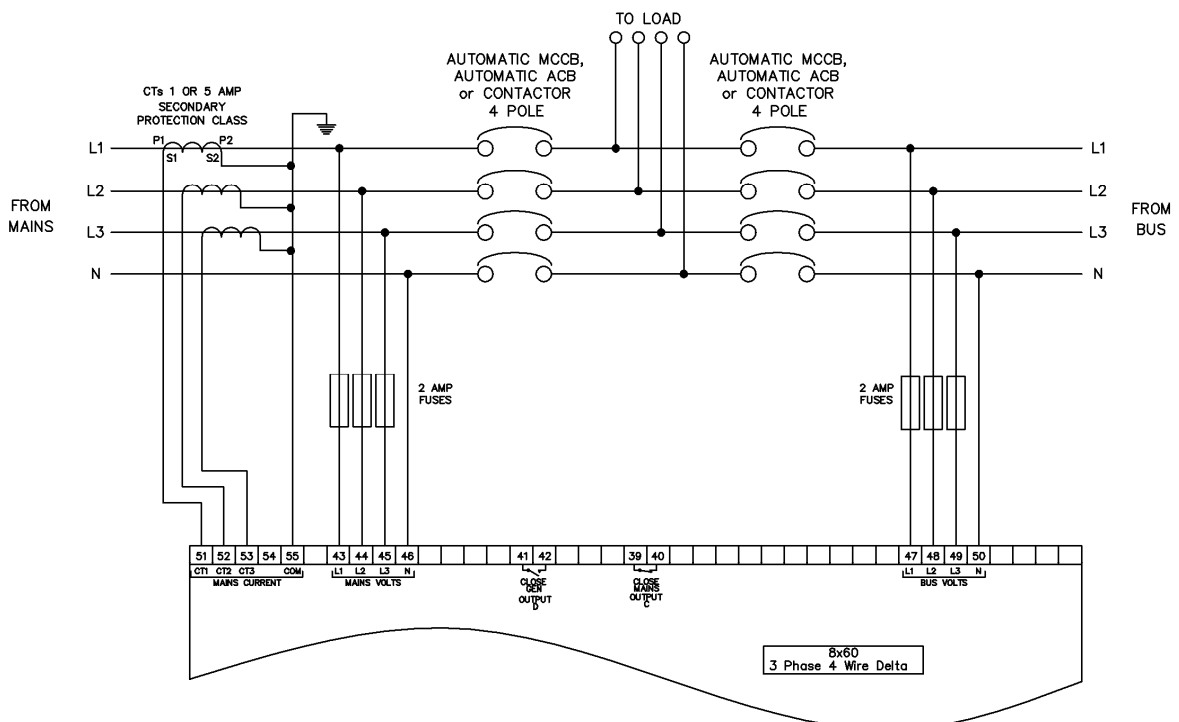 TO LOAD
AUTOMATIC MCCB,
AUTOMATIC ACB
or CONTACTOR
4 POLE
AUTOMATIC MCCB,
AUTOMATIC ACB
or CONTACTOR
4 POLE
CTs 1 OR 5 AMP
SECONDARY
PROTECTION CLASS
P1 P2
S1 S2
L1
L2
L3
N
FROM
MAINS
L1
L2
L3
N
FROM
BUS
2 AMP
FUSES
2 AMP
FUSES
51 52 53 54 55 43 44 45 46 41 42 39 40 47 48 49 50
CT1 CT2 CT3 COM L1 L2 L3 N L1 L2 L3 N
MAINS CURRENT
MAINS VOLTS
CLOSE
GEN
OUTPUT
D
CLOSE
MAINS
OUTPUT
C
BUS VOLTS
8x60
3 Phase 4 Wire Delta